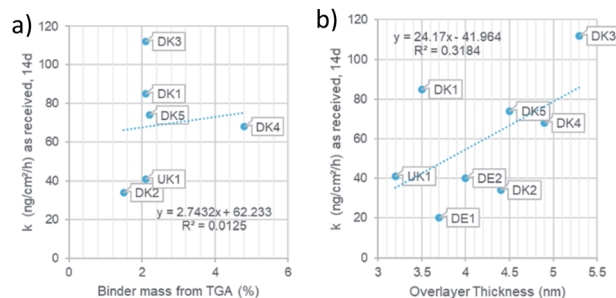 a)
k (ng/cm²/h) as received, 14d
120
100
80
60
40
20
0
DK3
DK1
DK5
DK4
UK1
DK2
y = 2.7432x + 62.233
R² = 0.0125
0 2 4 6
Binder mass from TGA (%)
b)
k (ng/cm²/h) as received, 14d
120
100
80
60
40
20
0
y = 24.17x - 41.964
R² = 0.3184
DK3
DK1
DK5
DK4
UK1
DE2
DK2
DE1
3 3.5 4 4.5 5 5.5
Overlayer Thickness (nm)